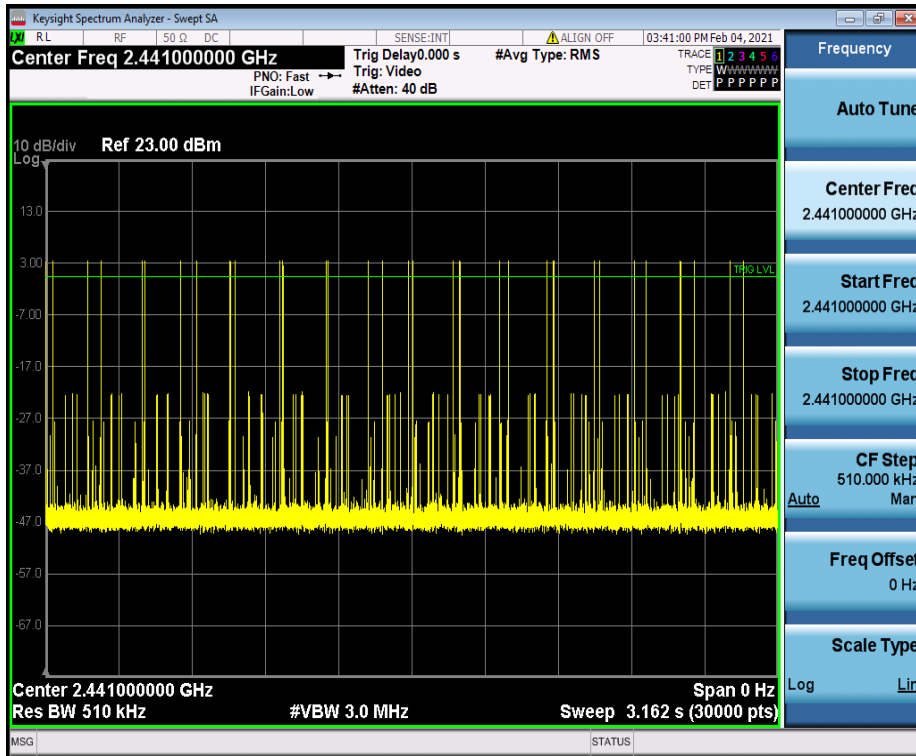 Keysight Spectrum Analyzer - Swept SA
LXI RL RF 50 Ω DC SENSE:INT ALIGN OFF 03:41:00 PM Feb 04, 2021
Center Freq 2.441000000 GHz Trig Delay0.000 s #Avg Type: RMS TRACE 1 2 3 4 5 6
PNO: Fast Trig: Video TYPE WWWWWWW
IFGain:Low #Atten: 40 dB DET P P P P P P
10 dB/div Ref 23.00 dBm
Log
13.0
3.00
TRIG LVL
-7.00
-17.0
-27.0
-37.0
-47.0
-57.0
-67.0
Center 2.441000000 GHz Span 0 Hz
Res BW 510 kHz #VBW 3.0 MHz Sweep 3.162 s (30000 pts)
MSG STATUS
Frequency
Auto Tune
Center Freq
2.441000000 GHz
Start Freq
2.441000000 GHz
Stop Freq
2.441000000 GHz
CF Step
510.000 kHz
Auto Man
Freq Offset
0 Hz
Scale Type
Log Lin